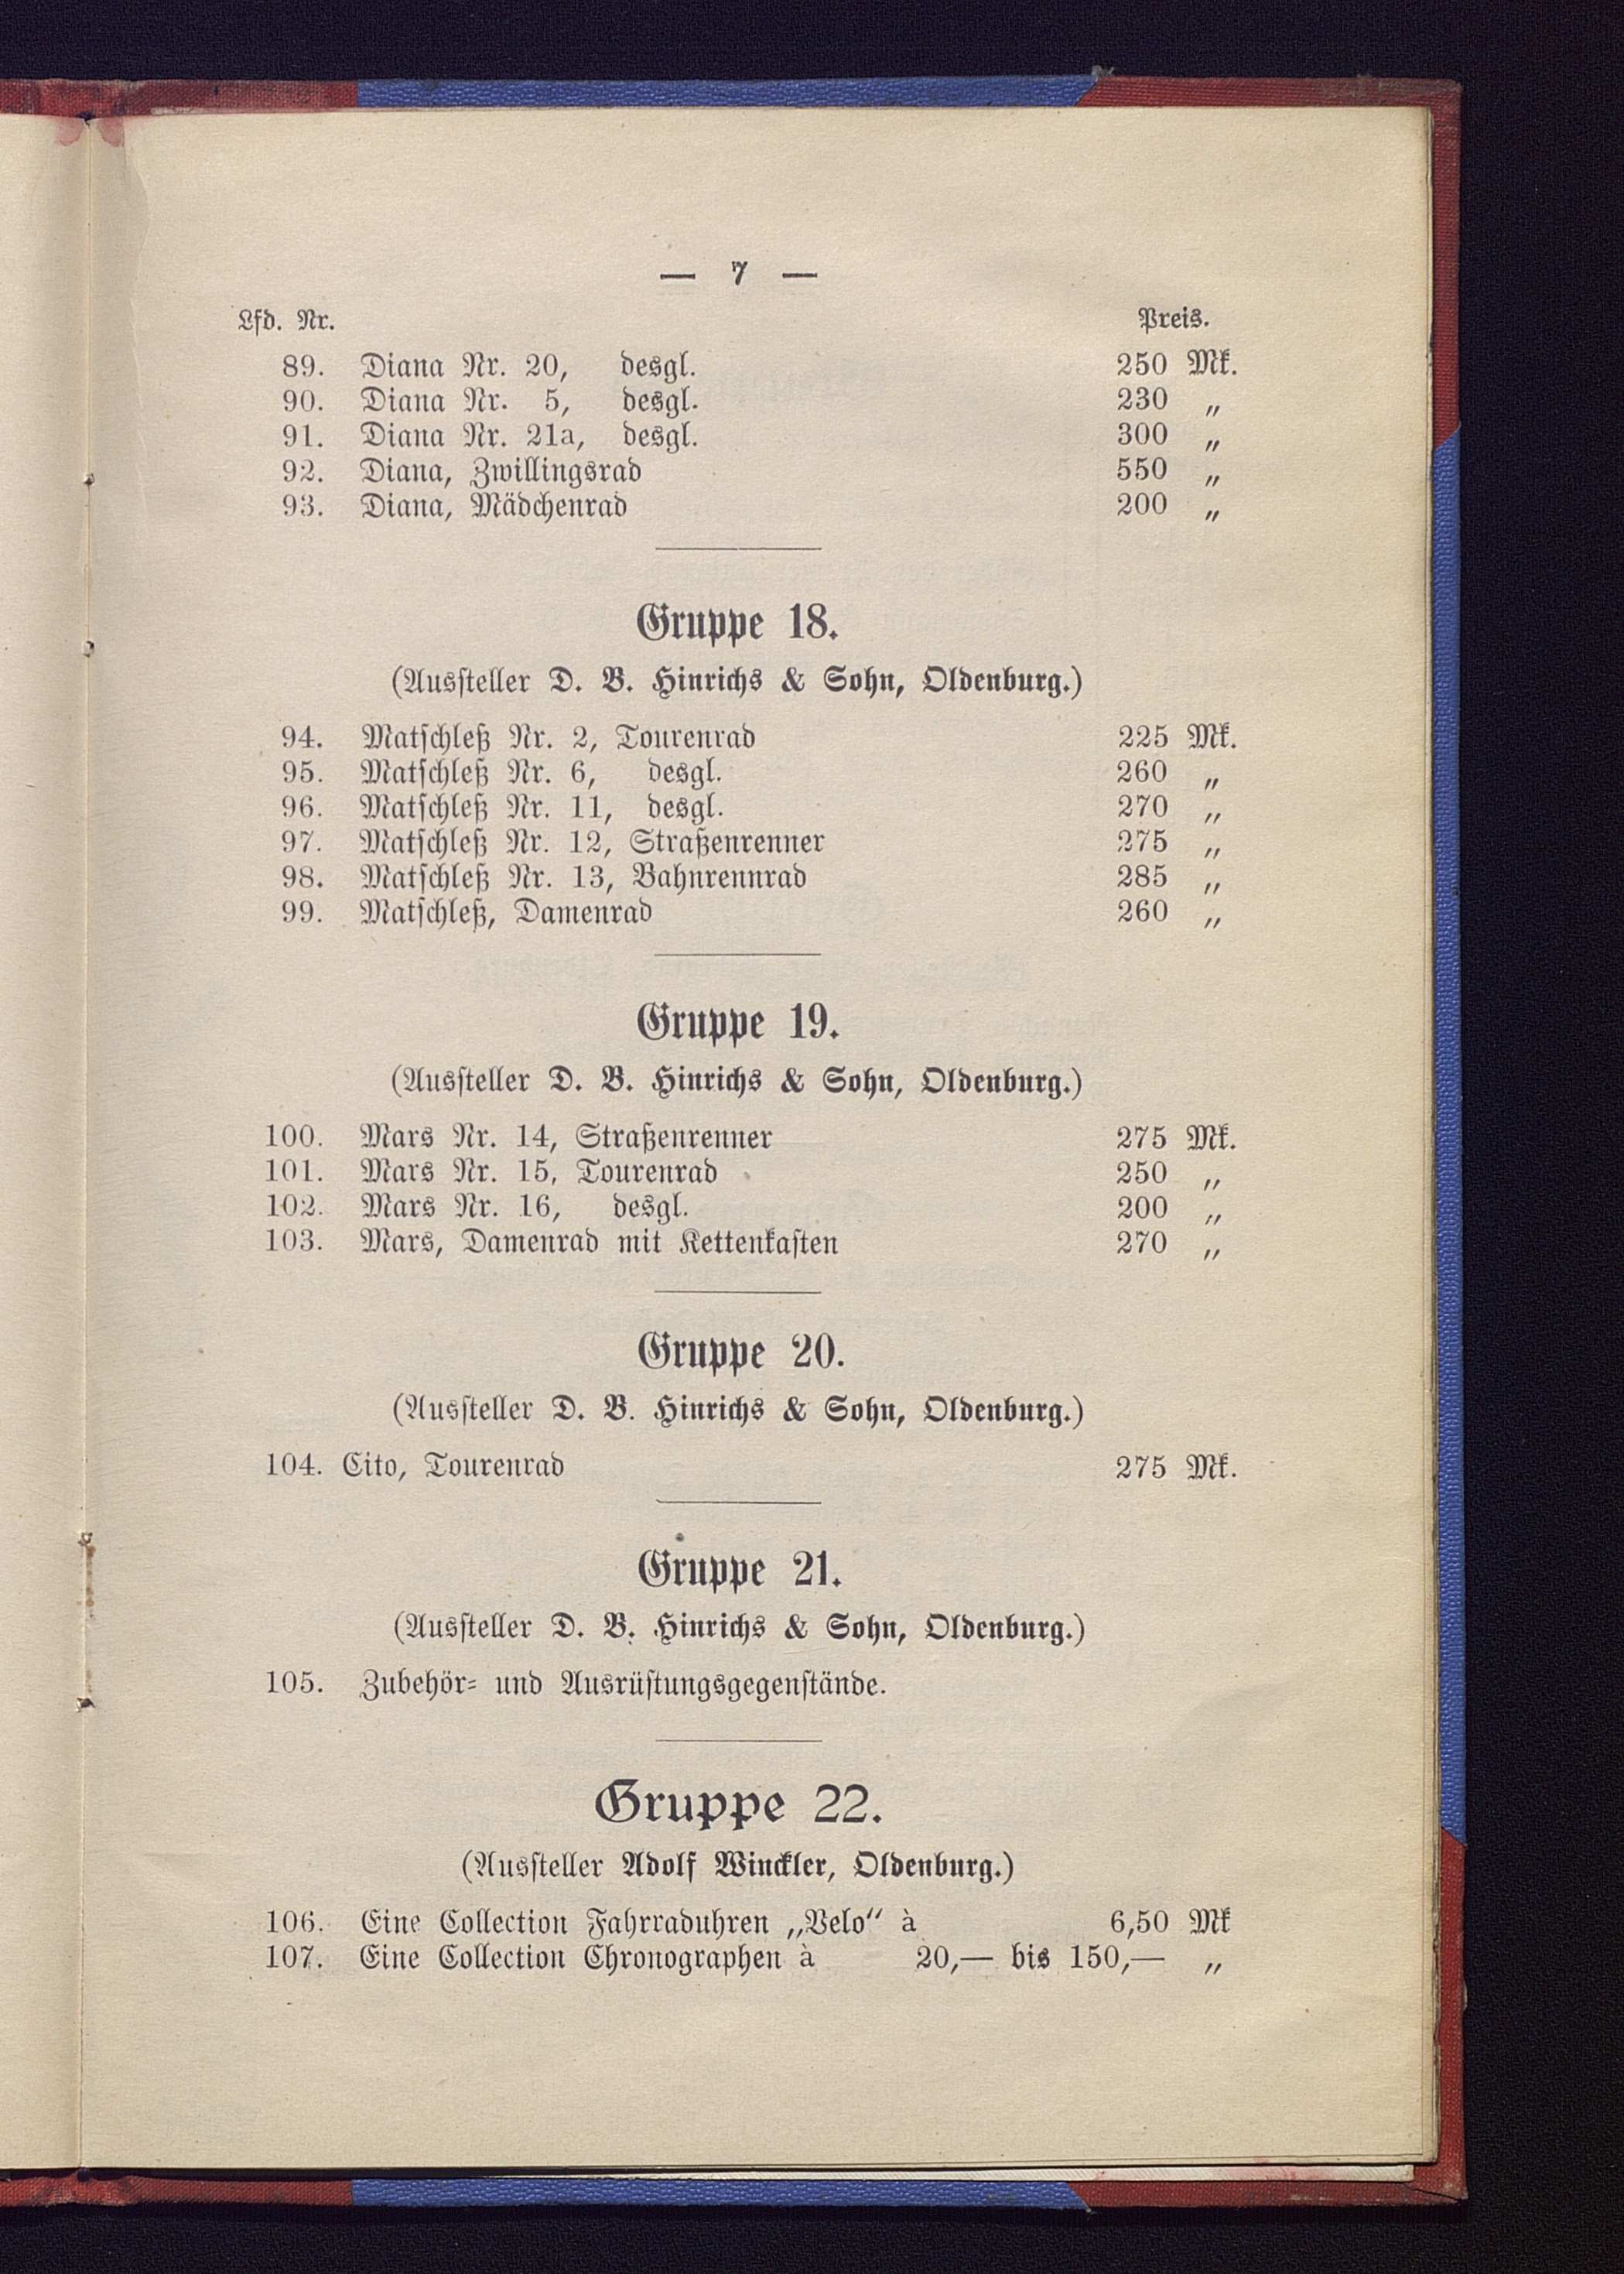 — 7 —
Lfd. Nr. Preis.
89. Diana Nr. 20, desgl. 250 Mk.
90. Diana Nr. 5, desgl. 230 „
91. Diana Nr. 21a, desgl. 300 „
92. Diana, Zwillingsrad 550 „
93. Diana, Mädchenrad 200 „
Gruppe 18.
(Ausſteller D. B. Hinrichs & Sohn, Oldenburg.)
94. Matſchleß Nr. 2, Tourenrad 225 Mk.
95. Matſchleß Nr. 6, desgl. 260 „
96. Matſchleß Nr. 11, desgl. 270 „
97. Matſchleß Nr. 12, Straßenrenner 275 „
98. Matſchleß Nr. 13, Bahnrennrad 285 „
99. Matſchleß, Damenrad 260 „
Gruppe 19.
(Ausſteller D. B. Hinrichs & Sohn, Oldenburg.)
100. Mars Nr. 14, Straßenrenner 275 Mk.
101. Mars Nr. 15, Tourenrad 250 „
102. Mars Nr. 16, desgl. 200 „
103. Mars, Damenrad mit Kettenkaſten 270 „
Gruppe 20.
(Ausſteller D. B. Hinrichs & Sohn, Oldenburg.)
104. Cito, Tourenrad 275 Mk.
Gruppe 21.
(Ausſteller D. B. Hinrichs & Sohn, Oldenburg.)
105. Zubehör- und Ausrüſtungsgegenſtände.
Gruppe 22.
(Ausſteller Adolf Winckler, Oldenburg.)
106. Eine Collection Fahrraduhren „Velo“ à 6,50 Mk
107. Eine Collection Chronographen à 20,— bis 150,— „